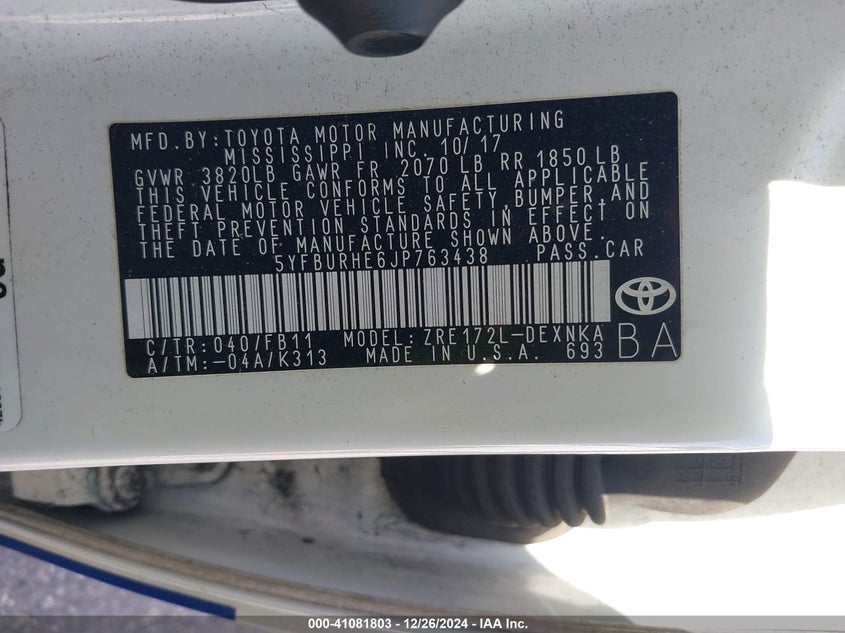 MFD.BY:TOYOTA MOTOR MANUFACTURING
MISSISSIPPI INC. 10/17
GVWR 3820LB GAWR FR 2070 LB RR 1850 LB
THIS VEHICLE CONFORMS TO ALL APPLICABLE
FEDERAL MOTOR VEHICLE SAFETY,BUMPER,AND
THEFT PREVENTION STANDARDS IN EFFECT ON
THE DATE OF MANUFACTURE SHOWN ABOVE.
5YFBURHE6JP763438 PASS.CAR
C/TR:040/FB11 MODEL:ZRE172L-DEXNKA
A/TM:-04A/K313 MADE IN U.S.A. 693 BA
000-41081803 - 12/26/2024 - IAA Inc.